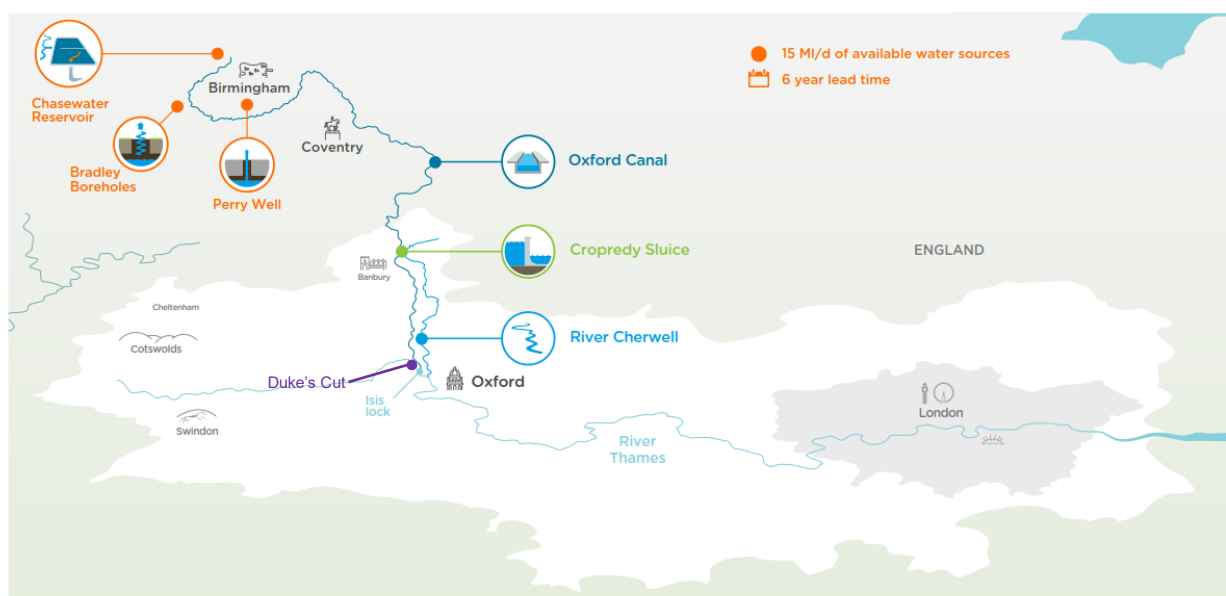 15 Ml/d of available water sources
6 year lead time
Birmingham
Chasewater
Reservoir
Coventry
Bradley
Boreholes
Perry Well
Oxford Canal
Cropredy Sluice
ENGLAND
Banbury
Cheltenham
Cotswolds
River Cherwell
Duke's Cut
Oxford
Isis
lock
Swindon
London
River
Thames